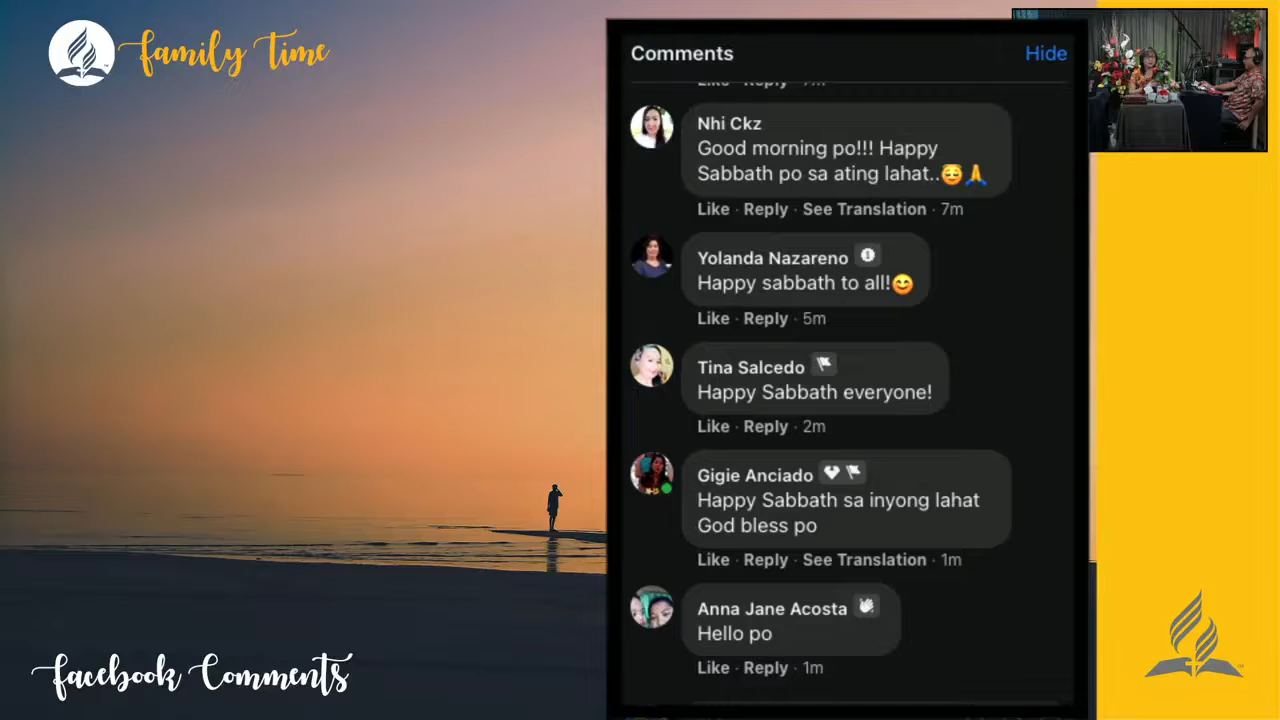 family Time
Comments
Hide
Like · Reply · 7m
Nhi Ckz
Good morning po!!! Happy
Sabbath po sa ating lahat..😇🙏
Like · Reply · See Translation · 7m
Yolanda Nazareno
Happy sabbath to all!😊
Like · Reply · 5m
Tina Salcedo
Happy Sabbath everyone!
Like · Reply · 2m
Gigie Anciado
Happy Sabbath sa inyong lahat
God bless po
Like · Reply · See Translation · 1m
Anna Jane Acosta
Hello po
Like · Reply · 1m
facebook Comments